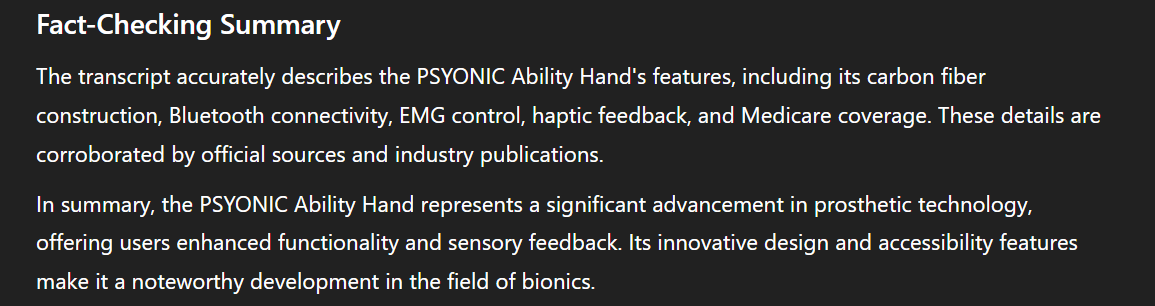 Fact-Checking Summary
The transcript accurately describes the PSYONIC Ability Hand's features, including its carbon fiber
construction, Bluetooth connectivity, EMG control, haptic feedback, and Medicare coverage. These details are
corroborated by official sources and industry publications.
In summary, the PSYONIC Ability Hand represents a significant advancement in prosthetic technology,
offering users enhanced functionality and sensory feedback. Its innovative design and accessibility features
make it a noteworthy development in the field of bionics.